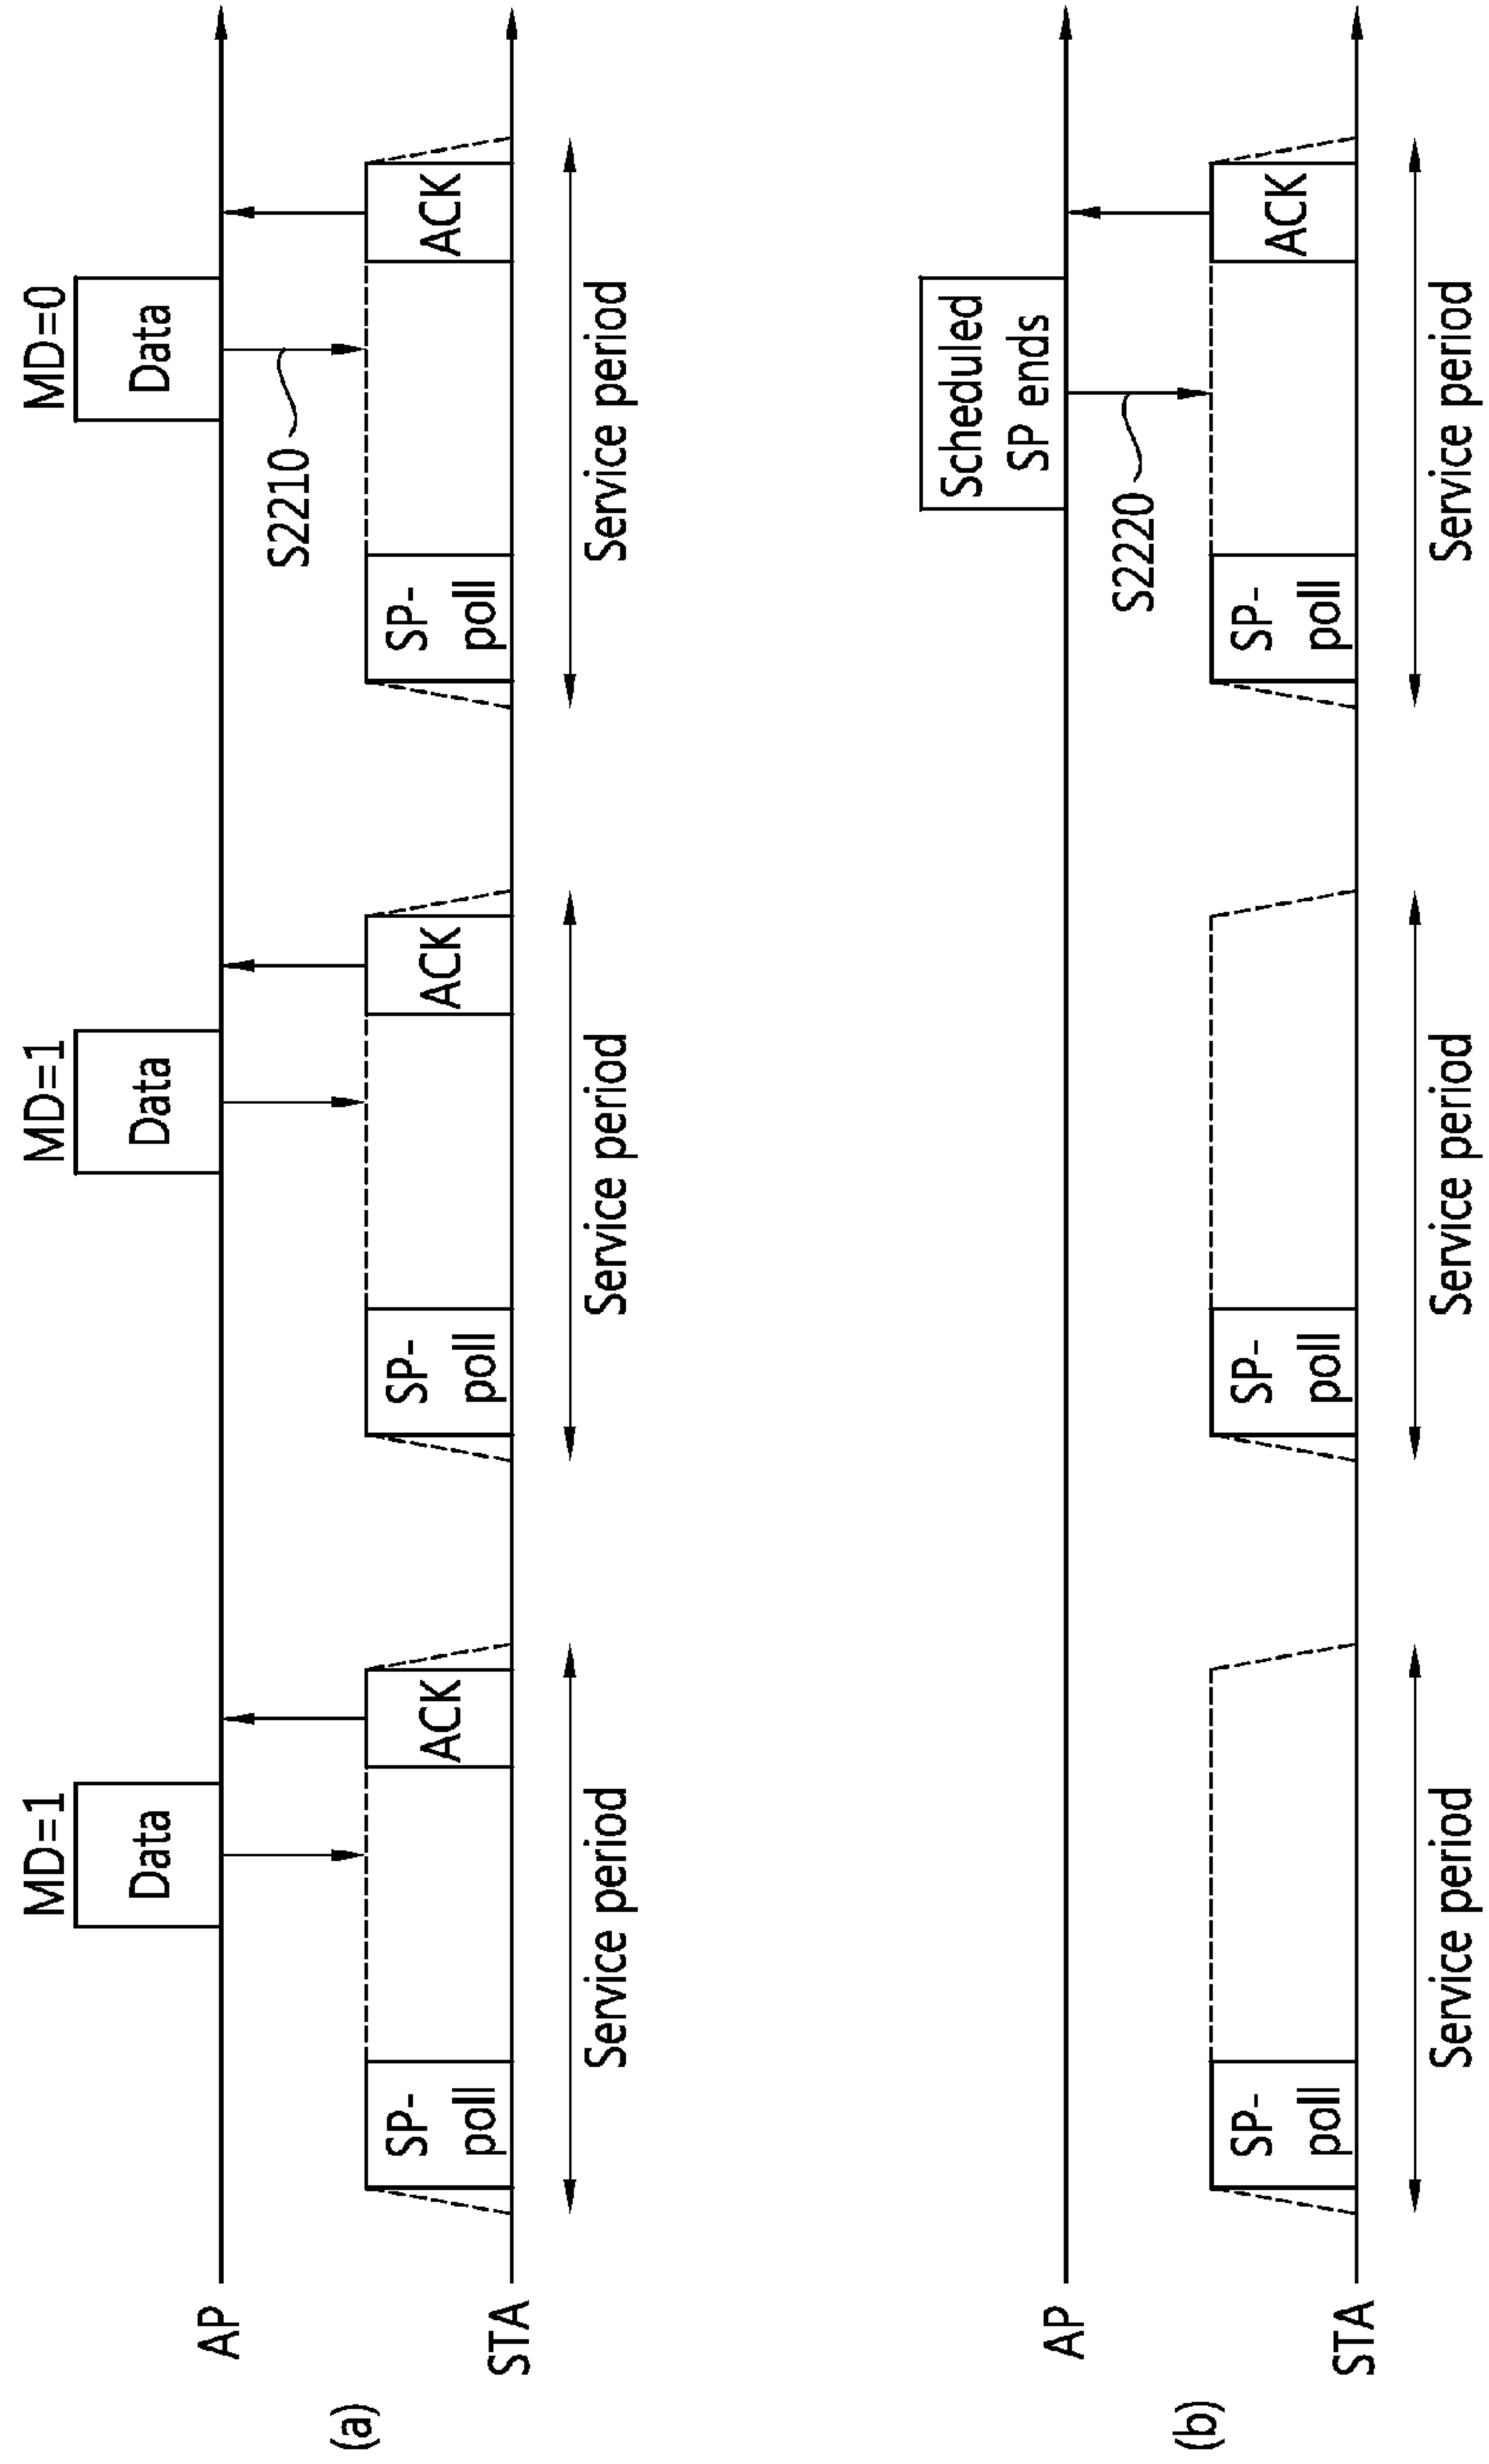 MD=1
MD=1
MD=0
Data
Data
Data
AP
S2210
SP-
poll
ACK
SP-
poll
ACK
SP-
poll
ACK
STA
Service period
Service period
Service period
(a)
Scheduled
SP ends
AP
S2220
SP-
poll
SP-
poll
SP-
poll
ACK
STA
Service period
Service period
Service period
(b)